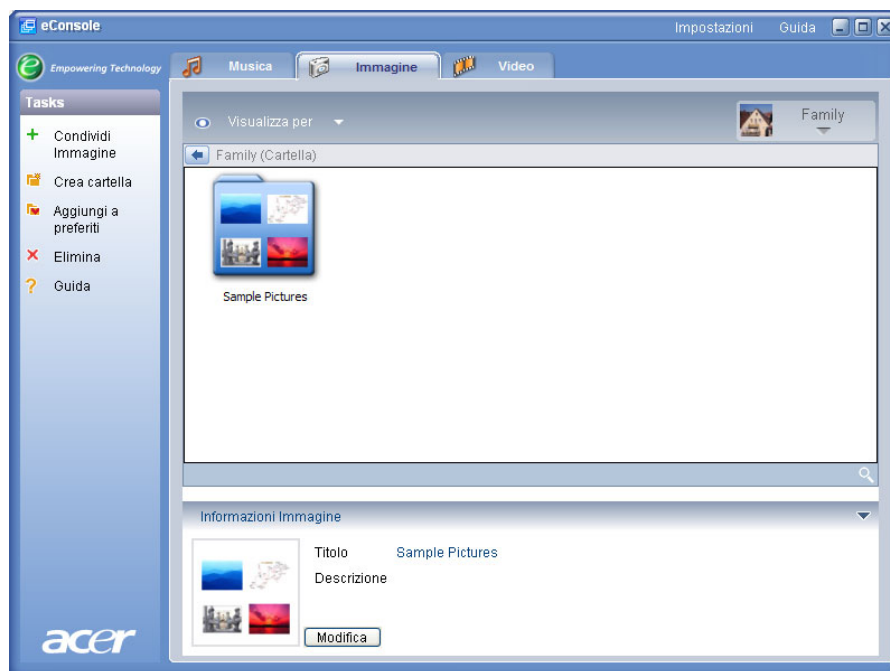 eConsole
Impostazioni Guida
Empowering Technology
Musica Immagine Video
Tasks
Condividi
Immagine
Crea cartella
Aggiungi a
preferiti
Elimina
Guida
Visualizza per
Family
Family (Cartella)
Sample Pictures
Informazioni Immagine
Titolo Sample Pictures
Descrizione
Modifica
acer